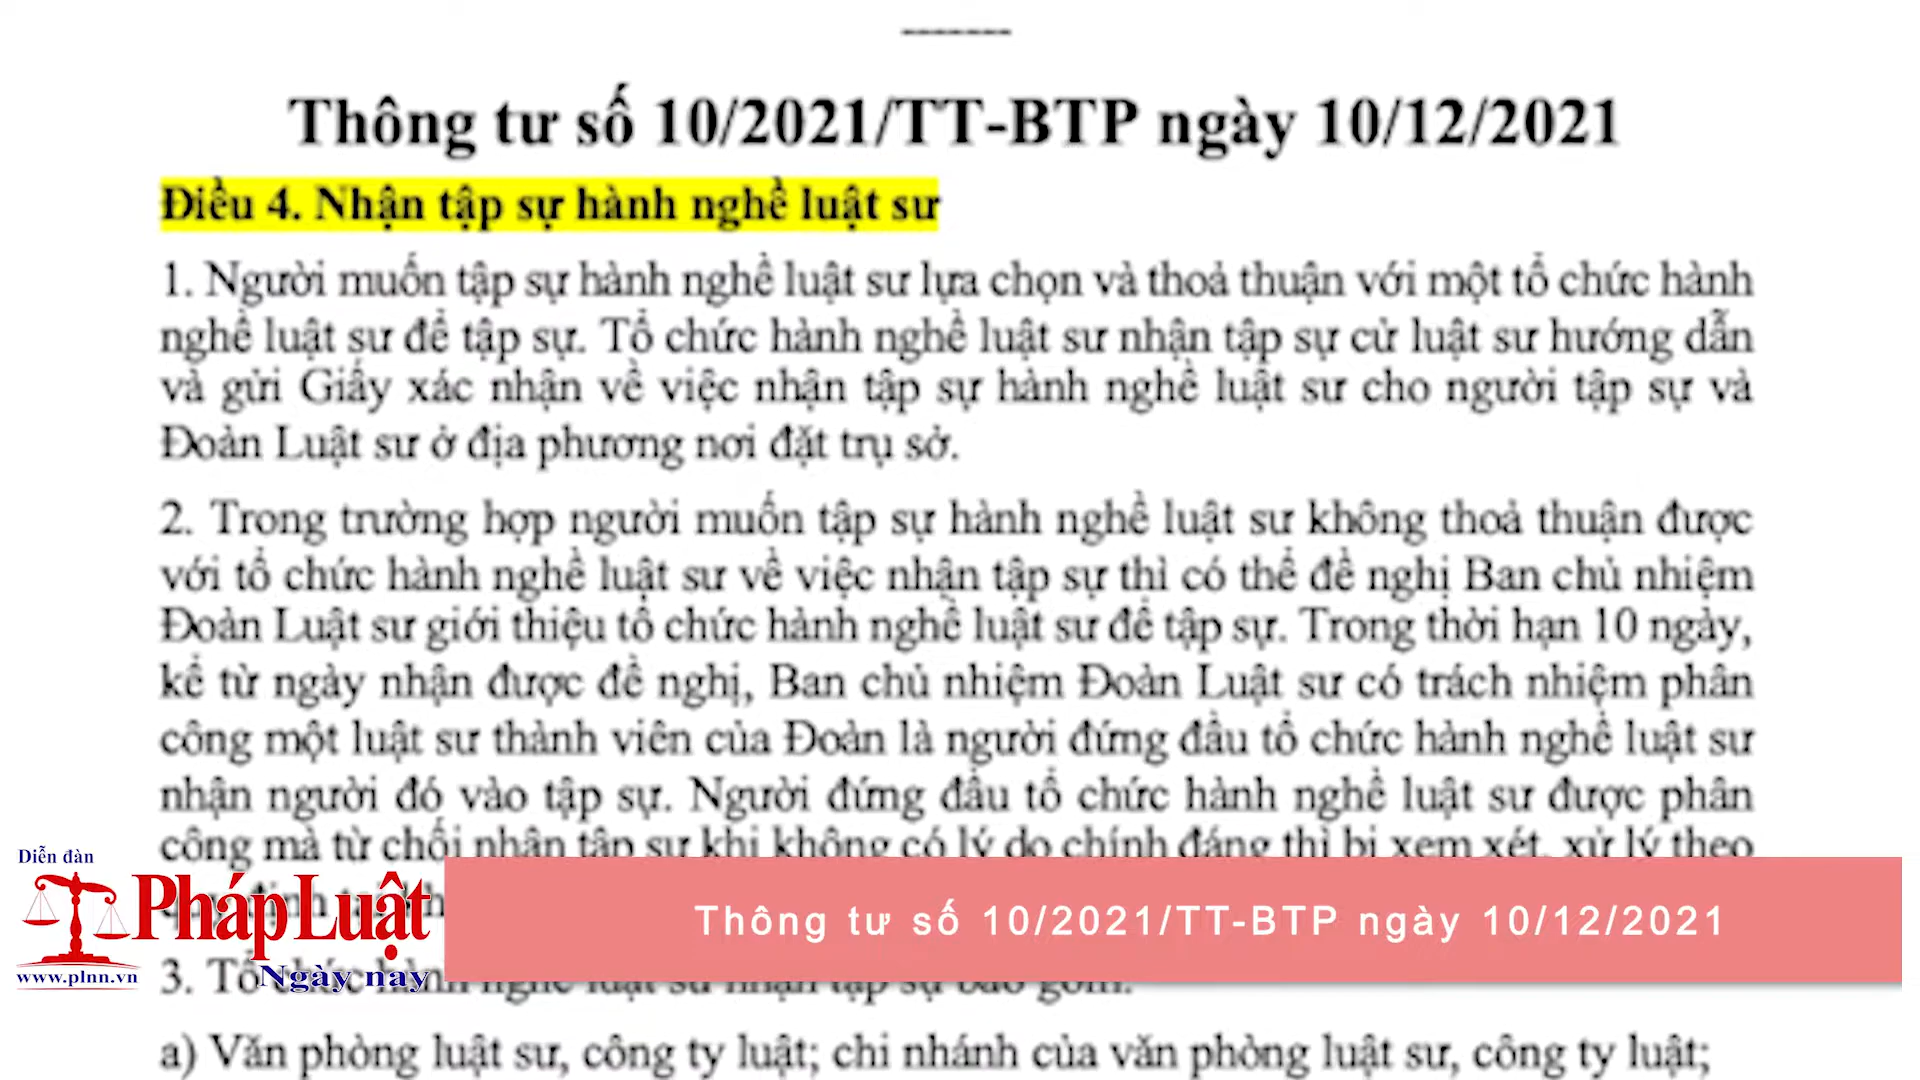 Thông tư số 10/2021/TT-BTP ngày 10/12/2021
Điều 4. Nhận tập sự hành nghề luật sư
1. Người muốn tập sự hành nghề luật sư lựa chọn và thoả thuận với một tổ chức hành
nghề luật sư để tập sự. Tổ chức hành nghề luật sư nhận tập sự cử luật sư hướng dẫn
và gửi Giấy xác nhận về việc nhận tập sự hành nghề luật sư cho người tập sự và
Đoàn Luật sư ở địa phương nơi đặt trụ sở.
2. Trong trường hợp người muốn tập sự hành nghề luật sư không thoả thuận được
với tổ chức hành nghề luật sư về việc nhận tập sự thì có thể đề nghị Ban chủ nhiệm
Đoàn Luật sư giới thiệu tổ chức hành nghề luật sư để tập sự. Trong thời hạn 10 ngày,
kể từ ngày nhận được đề nghị, Ban chủ nhiệm Đoàn Luật sư có trách nhiệm phân
công một luật sư thành viên của Đoàn là người đứng đầu tổ chức hành nghề luật sư
nhận người đó vào tập sự. Người đứng đầu tổ chức hành nghề luật sư được phân
công mà từ chối nhận tập sự khi không có lý do chính đáng thì bị xem xét, xử lý theo
3. Tổ chức hành nghề luật sư nhận tập sự bao gồm:
a) Văn phòng luật sư, công ty luật; chi nhánh của văn phòng luật sư, công ty luật;
Diễn đàn
Pháp Luật
Ngày nay
www.plnn.vn
Thông tư số 10/2021/TT-BTP ngày 10/12/2021